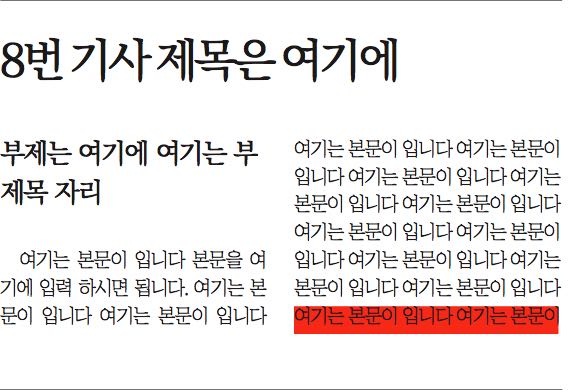 8번 기사 제목은 여기에
부제는 여기에 여기는 부
제목 자리
여기는 본문이 입니다 본문을 여
기에 입력 하시면 됩니다. 여기는 본
문이 입니다 여기는 본문이 입니다
여기는 본문이 입니다 여기는 본문이
입니다 여기는 본문이 입니다 여기는
본문이 입니다 여기는 본문이 입니다
여기는 본문이 입니다 여기는 본문이
입니다 여기는 본문이 입니다 여기는
본문이 입니다 여기는 본문이 입니다
여기는 본문이 입니다 여기는 본문이